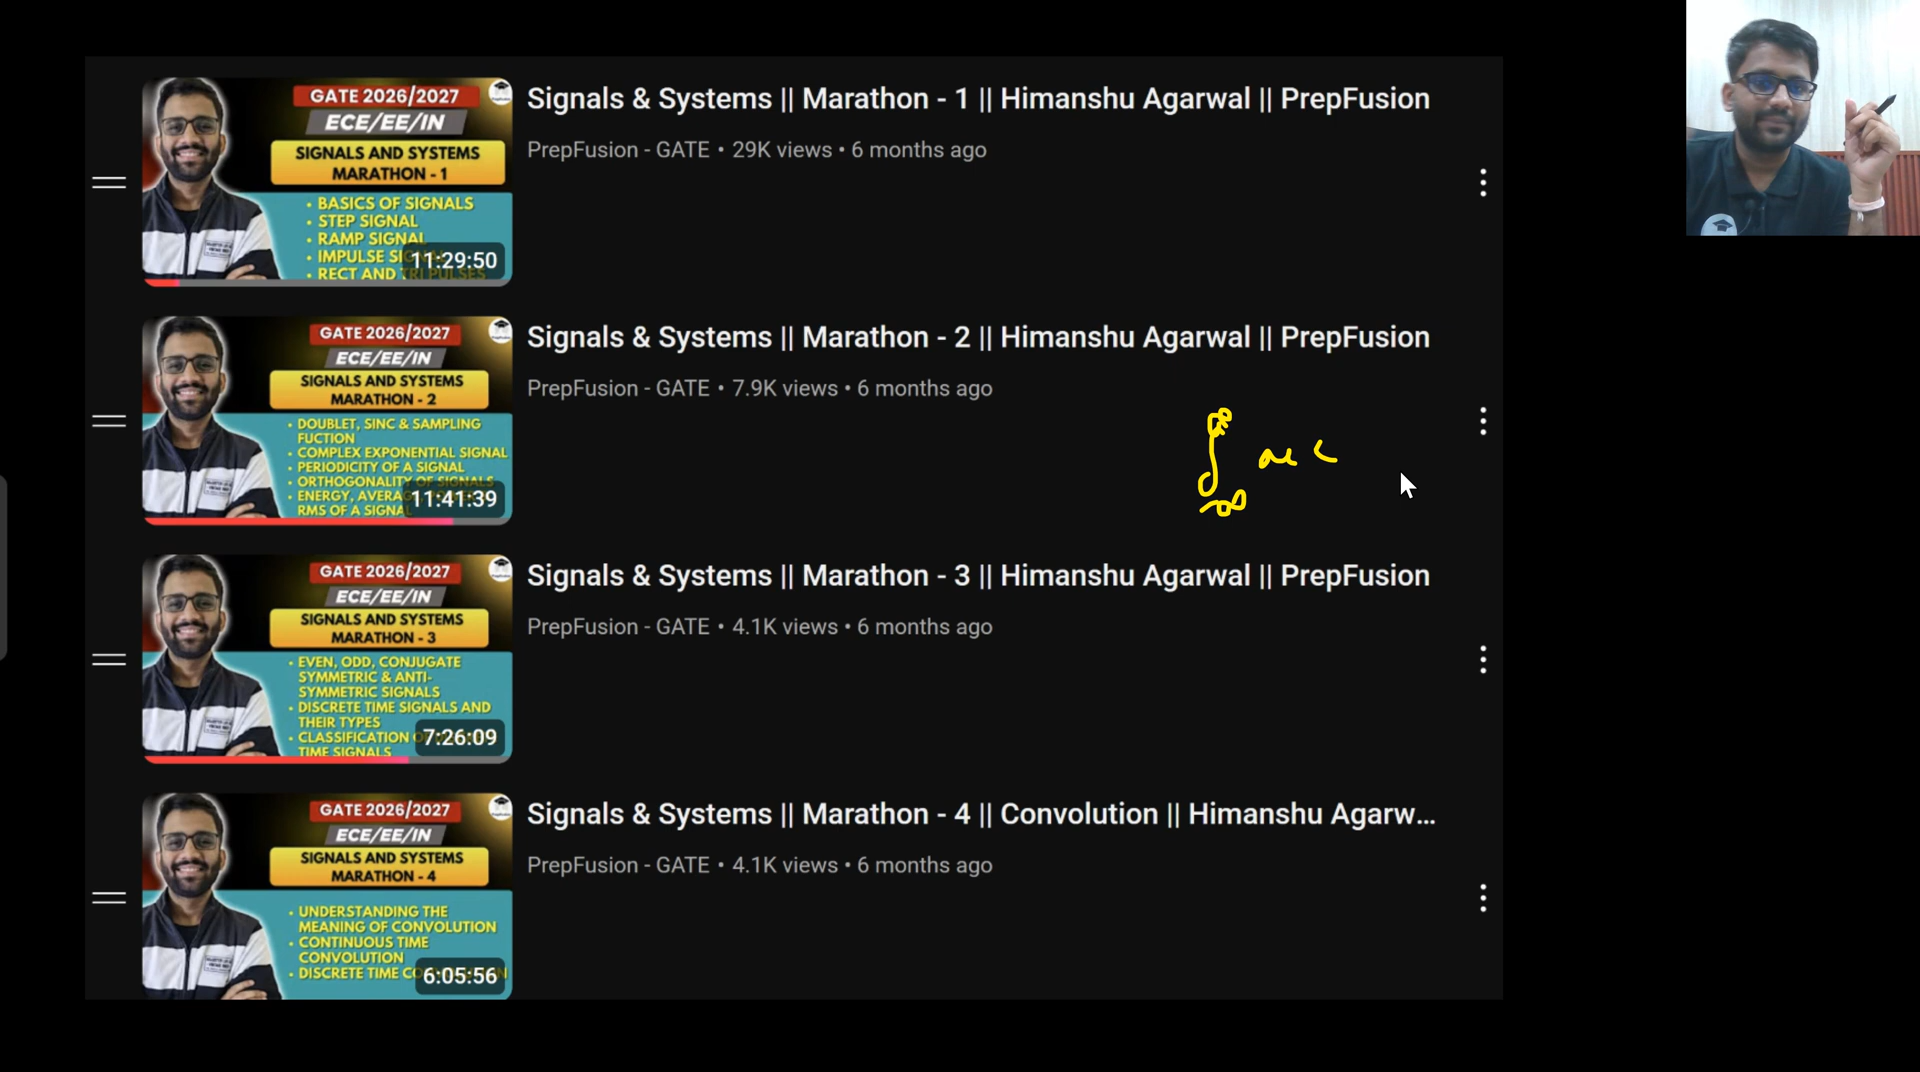 GATE 2026/2027
ECE/EE/IN
SIGNALS AND SYSTEMS
MARATHON - 1
• BASICS OF SIGNALS
• STEP SIGNAL
• RAMP SIGNAL
• IMPULSE SI
• RECT AND TRI PULSES
11:29:50
Signals & Systems || Marathon - 1 || Himanshu Agarwal || PrepFusion
PrepFusion - GATE • 29K views • 6 months ago
GATE 2026/2027
ECE/EE/IN
SIGNALS AND SYSTEMS
MARATHON - 2
• DOUBLET, SINC & SAMPLING
FUCTION
• COMPLEX EXPONENTIAL SIGNAL
• PERIODICITY OF A SIGNAL
• ORTHOGONALITY OF SIGNALS
• ENERGY, AVERAG
RMS OF A SIGNAL
11:41:39
Signals & Systems || Marathon - 2 || Himanshu Agarwal || PrepFusion
PrepFusion - GATE • 7.9K views • 6 months ago
GATE 2026/2027
ECE/EE/IN
SIGNALS AND SYSTEMS
MARATHON - 3
• EVEN, ODD, CONJUGATE
SYMMETRIC & ANTI-
SYMMETRIC SIGNALS
• DISCRETE TIME SIGNALS AND
THEIR TYPES
• CLASSIFICATION
TIME SIGNALS
7:26:09
Signals & Systems || Marathon - 3 || Himanshu Agarwal || PrepFusion
PrepFusion - GATE • 4.1K views • 6 months ago
GATE 2026/2027
ECE/EE/IN
SIGNALS AND SYSTEMS
MARATHON - 4
• UNDERSTANDING THE
MEANING OF CONVOLUTION
• CONTINUOUS TIME
CONVOLUTION
• DISCRETE TIME CO
6:05:56
Signals & Systems || Marathon - 4 || Convolution || Himanshu Agarw...
PrepFusion - GATE • 4.1K views • 6 months ago